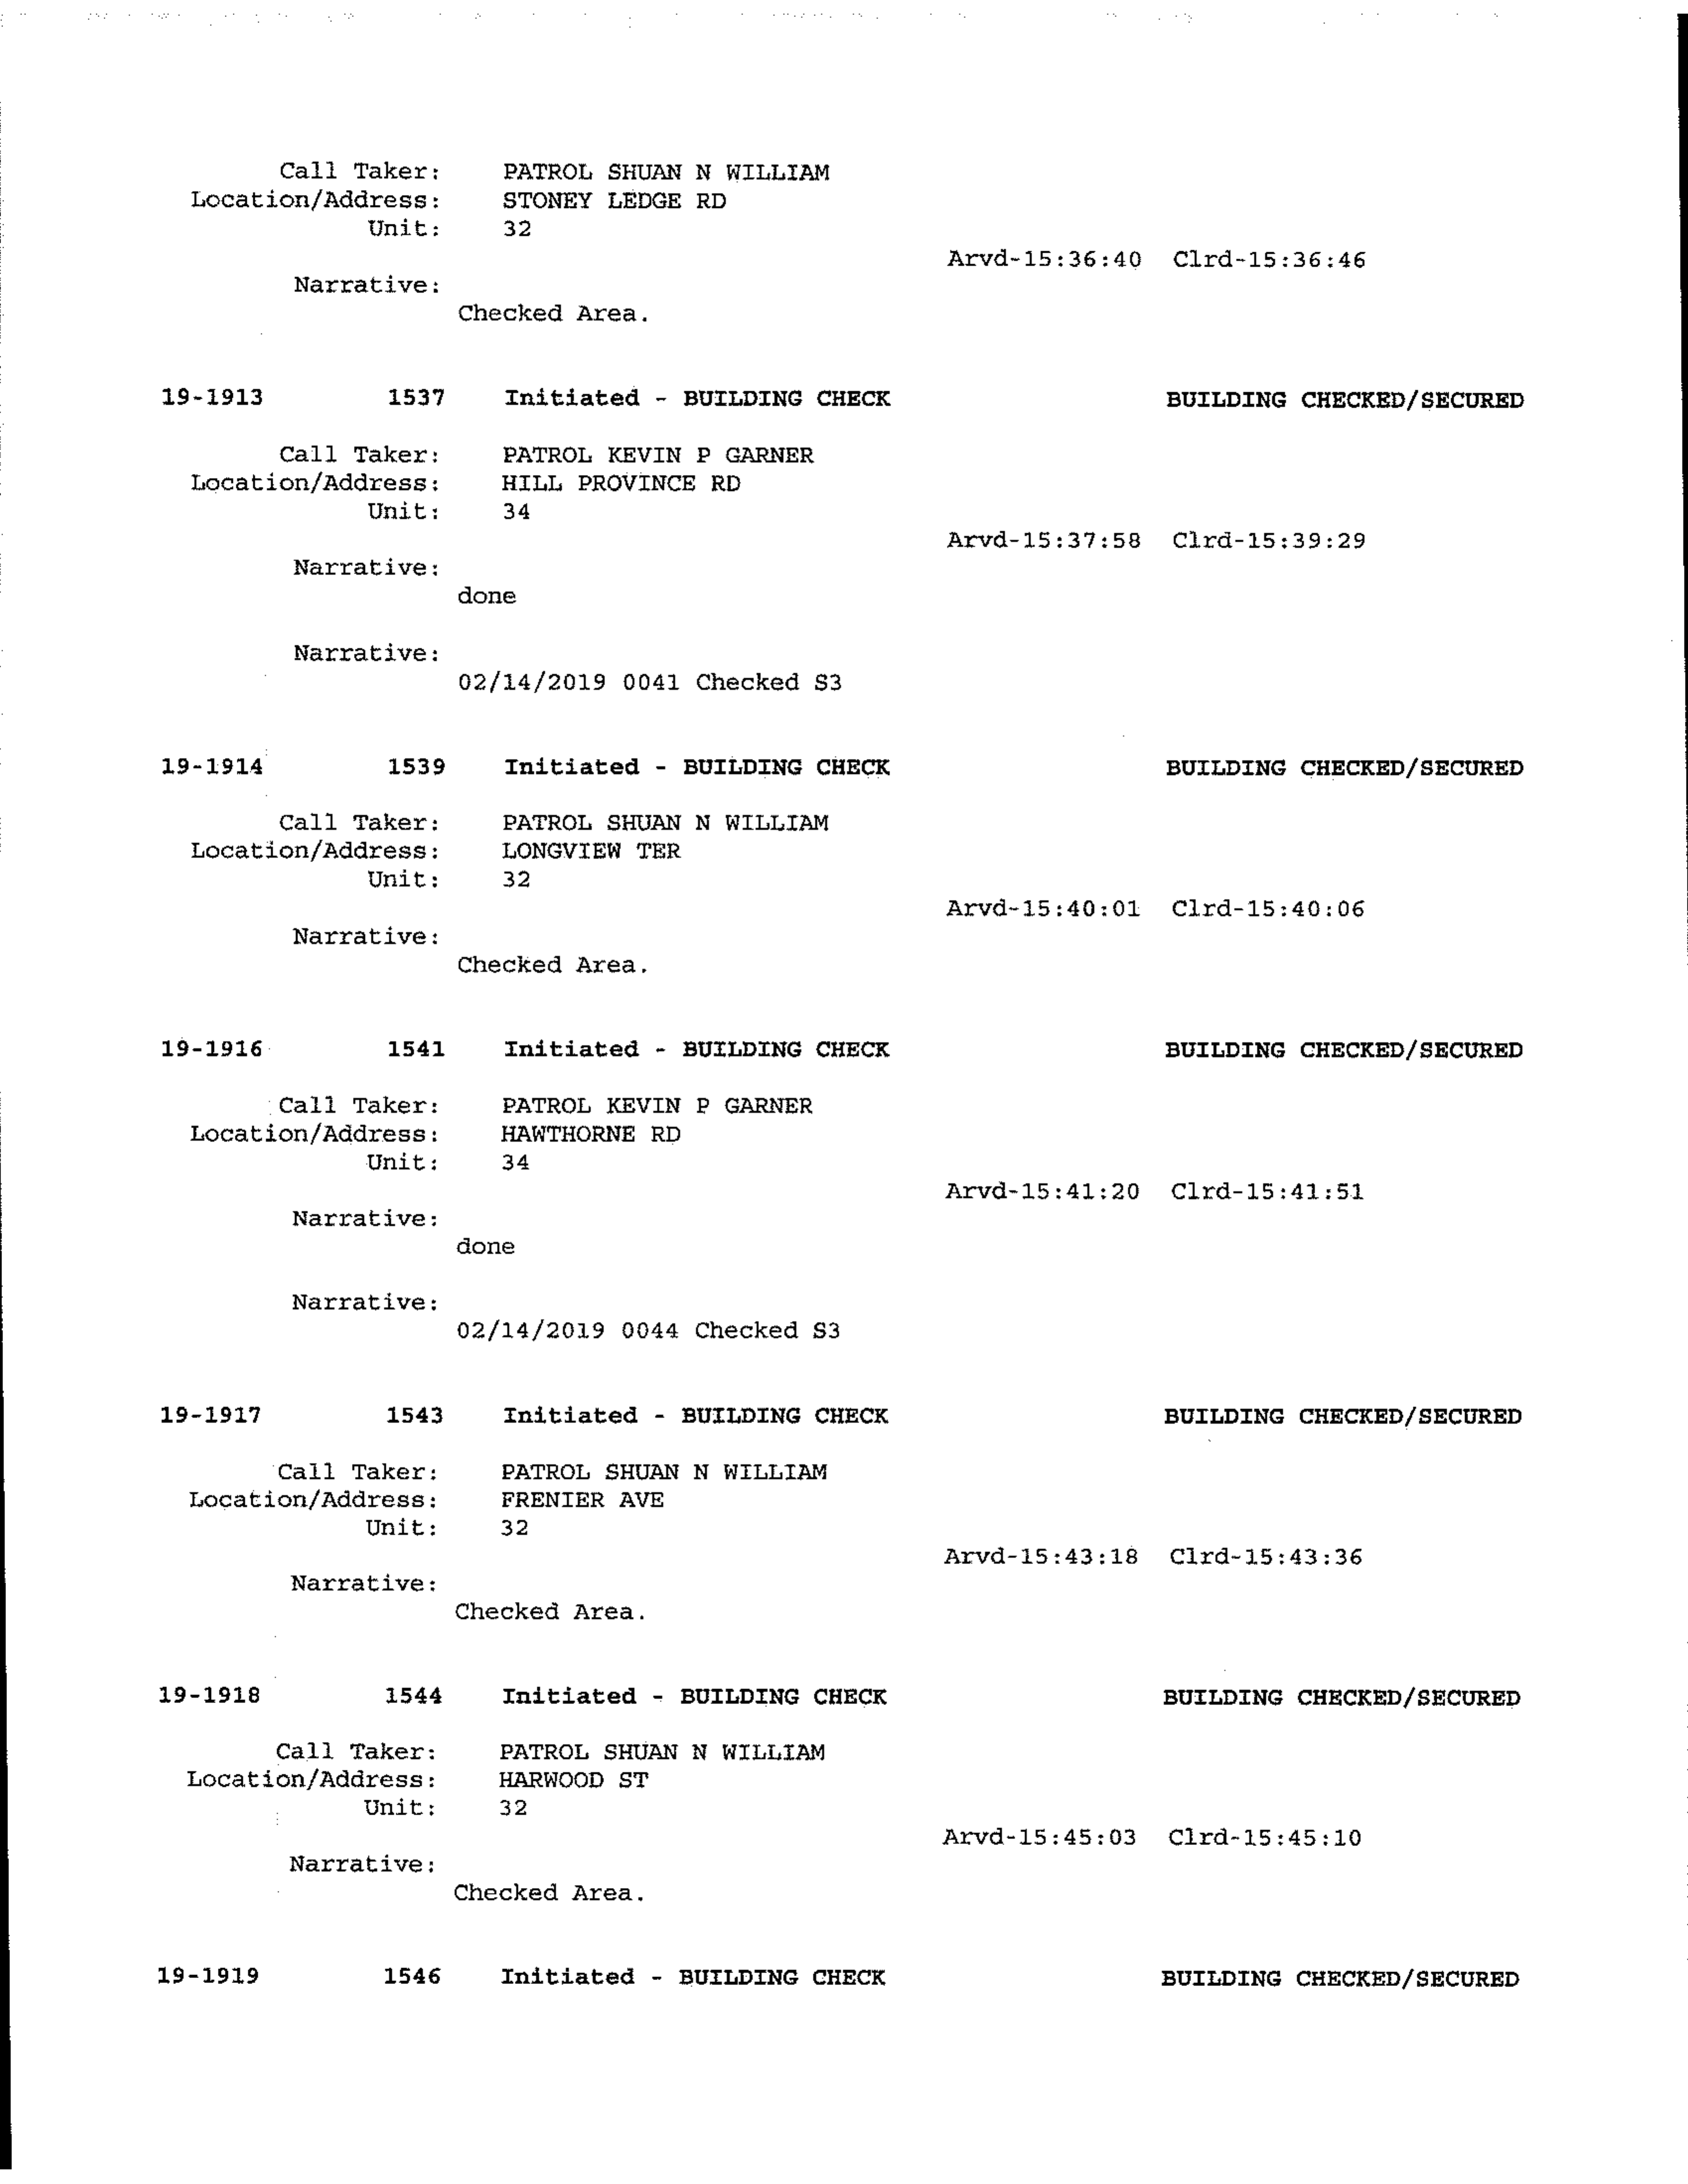 Call Taker: PATROL SHUAN N WILLIAM
Location/Address: STONEY LEDGE RD
Unit: 32
Arvd-15:36:40 Clrd-15:36:46
Narrative:
Checked Area.
19-1913 1537 Initiated - BUILDING CHECK BUILDING CHECKED/SECURED
Call Taker: PATROL KEVIN P GARNER
Location/Address: HILL PROVINCE RD
Unit: 34
Arvd-15:37:58 Clrd-15:39:29
Narrative:
done
Narrative:
02/14/2019 0041 Checked S3
19-1914 1539 Initiated - BUILDING CHECK BUILDING CHECKED/SECURED
Call Taker: PATROL SHUAN N WILLIAM
Location/Address: LONGVIEW TER
Unit: 32
Arvd-15:40:01 Clrd-15:40:06
Narrative:
Checked Area.
19-1916 1541 Initiated - BUILDING CHECK BUILDING CHECKED/SECURED
Call Taker: PATROL KEVIN P GARNER
Location/Address: HAWTHORNE RD
Unit: 34
Arvd-15:41:20 Clrd-15:41:51
Narrative:
done
Narrative:
02/14/2019 0044 Checked S3
19-1917 1543 Initiated - BUILDING CHECK BUILDING CHECKED/SECURED
Call Taker: PATROL SHUAN N WILLIAM
Location/Address: FRENIER AVE
Unit: 32
Arvd-15:43:18 Clrd-15:43:36
Narrative:
Checked Area.
19-1918 1544 Initiated - BUILDING CHECK BUILDING CHECKED/SECURED
Call Taker: PATROL SHUAN N WILLIAM
Location/Address: HARWOOD ST
Unit: 32
Arvd-15:45:03 Clrd-15:45:10
Narrative:
Checked Area.
19-1919 1546 Initiated - BUILDING CHECK BUILDING CHECKED/SECURED